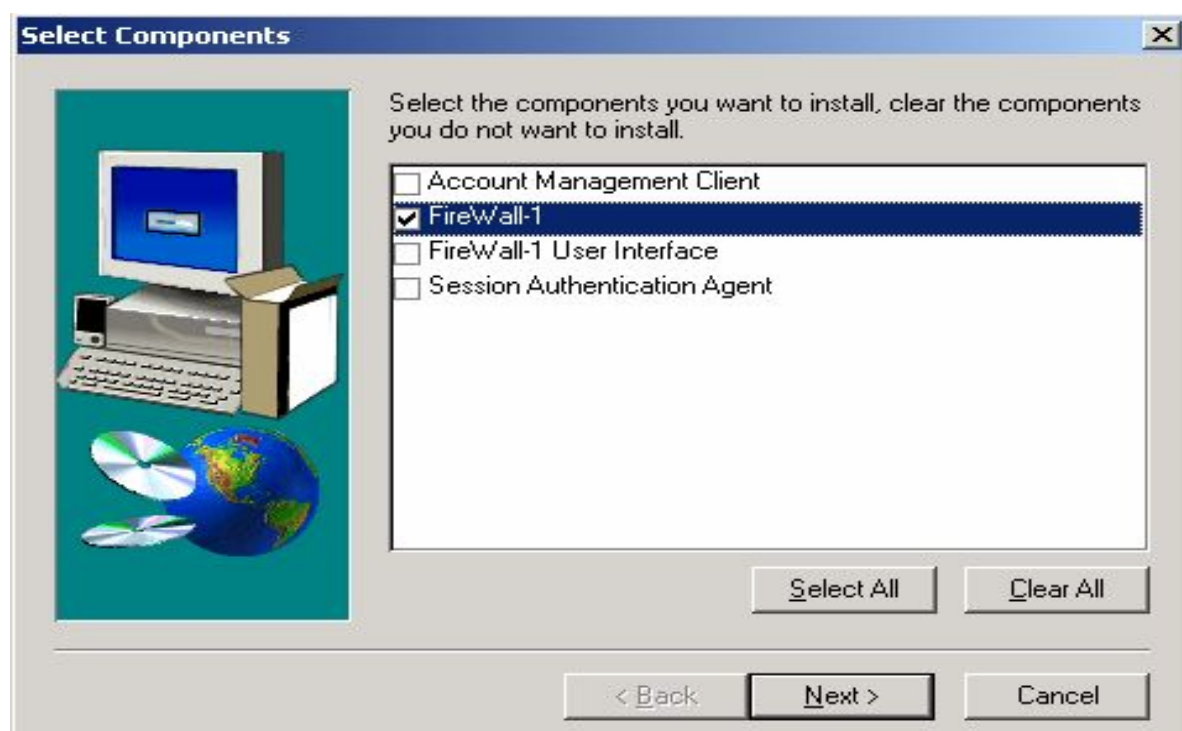 Select Components
Select the components you want to install, clear the components
you do not want to install.
Account Management Client
FireWall-1
FireWall-1 User Interface
Session Authentication Agent
Select All
Clear All
< Back
Next >
Cancel